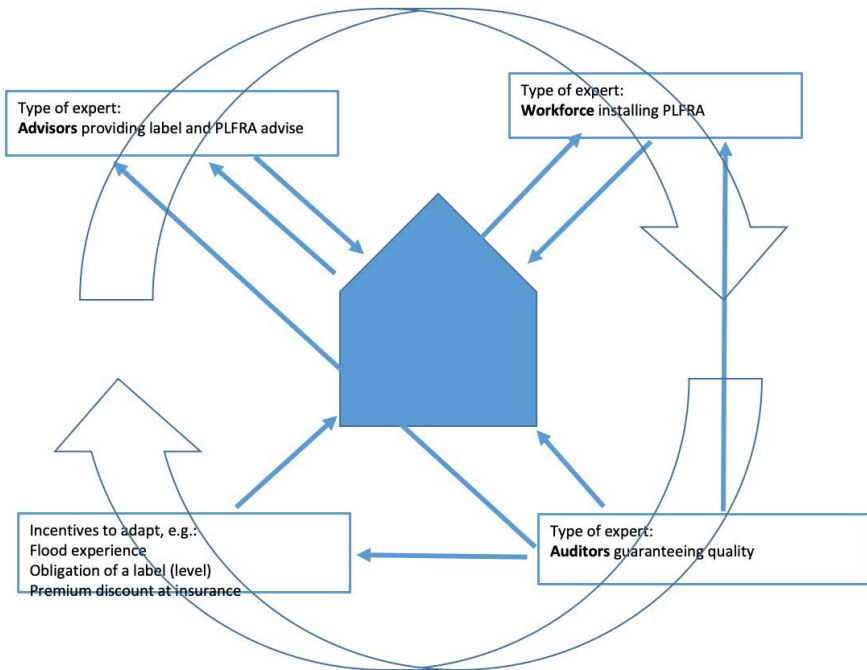 Type of expert:
Advisors providing label and PLFRA advise
Type of expert:
Workforce installing PLFRA
Incentives to adapt, e.g.:
Flood experience
Obligation of a label (level)
Premium discount at insurance
Type of expert:
Auditors guaranteeing quality